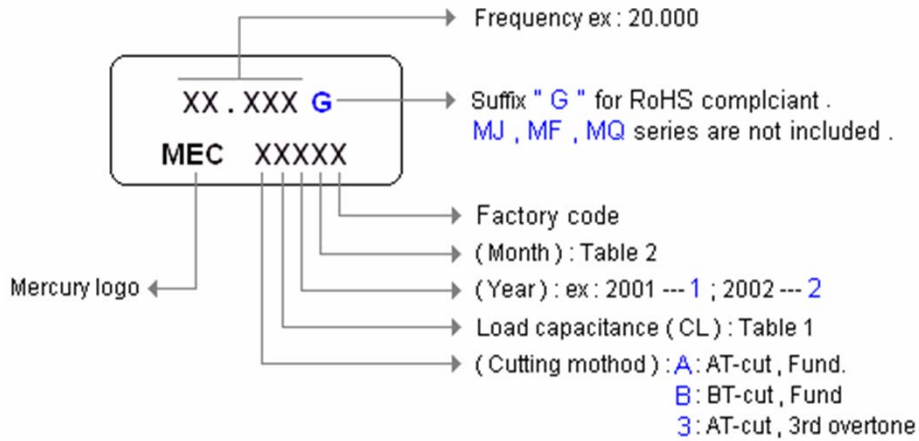 Frequency ex : 20.000
XX . XXX G
Suffix " G " for RoHS complciant .
MJ , MF , MQ series are not included .
MEC XXXXX
Factory code
( Month ) : Table 2
Mercury logo
( Year ) : ex : 2001 --- 1 ; 2002 --- 2
Load capacitance ( CL ) : Table 1
( Cutting mothod ) : A : AT-cut , Fund.
B : BT-cut , Fund
3 : AT-cut , 3rd overtone